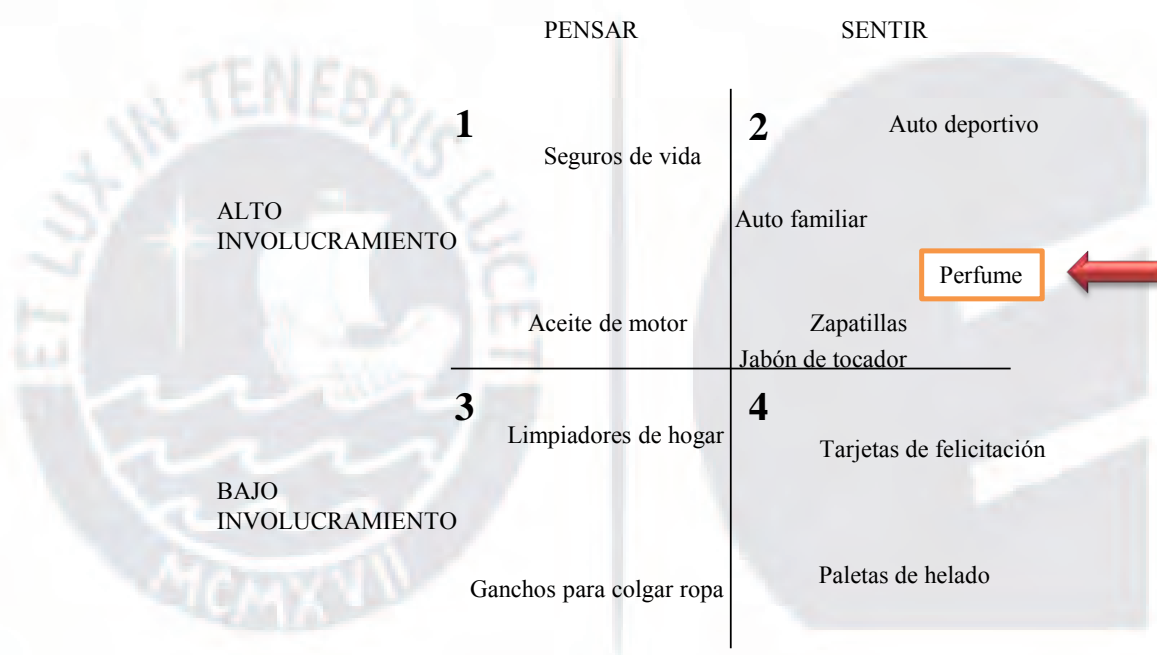 PENSAR
SENTIR
1
2
Auto deportivo
Seguros de vida
ALTO
INVOLUCRAMIENTO
Auto familiar
Perfume
Aceite de motor
Zapatillas
Jabón de tocador
3
4
Limpiadores de hogar
Tarjetas de felicitación
BAJO
INVOLUCRAMIENTO
Ganchos para colgar ropa
Paletas de helado
ET LUX IN TENEBRIS LUCET
MCMXVII